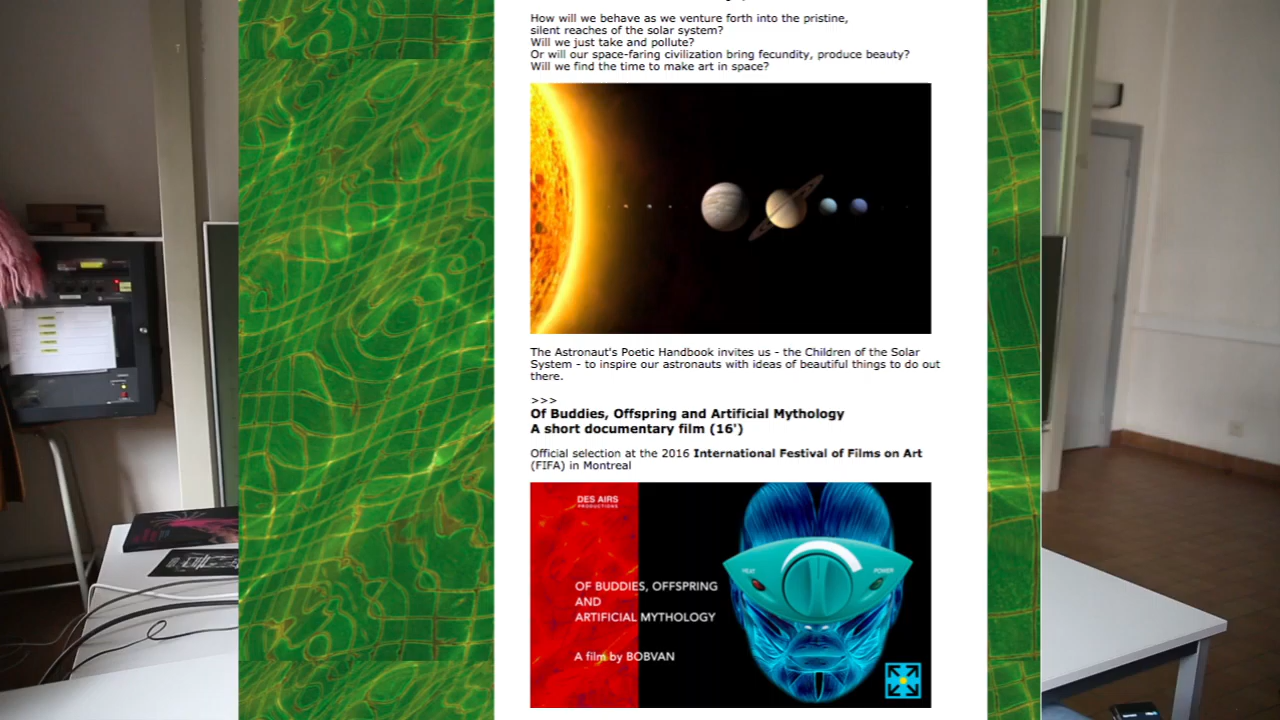 How will we behave as we venture forth into the pristine,
silent reaches of the solar system?
Will we just take and pollute?
Or will our space-faring civilization bring fecundity, produce beauty?
Will we find the time to make art in space?
The Astronaut's Poetic Handbook invites us - the Children of the Solar
System - to inspire our astronauts with ideas of beautiful things to do out
there.
>>>
Of Buddies, Offspring and Artificial Mythology
A short documentary film (16')
Official selection at the 2016 International Festival of Films on Art
(FIFA) in Montreal
DES AIRS
PRODUCTIONS
OF BUDDIES, OFFSPRING
AND
ARTIFICIAL MYTHOLOGY
A film by BOBVAN
HEAT
POWER